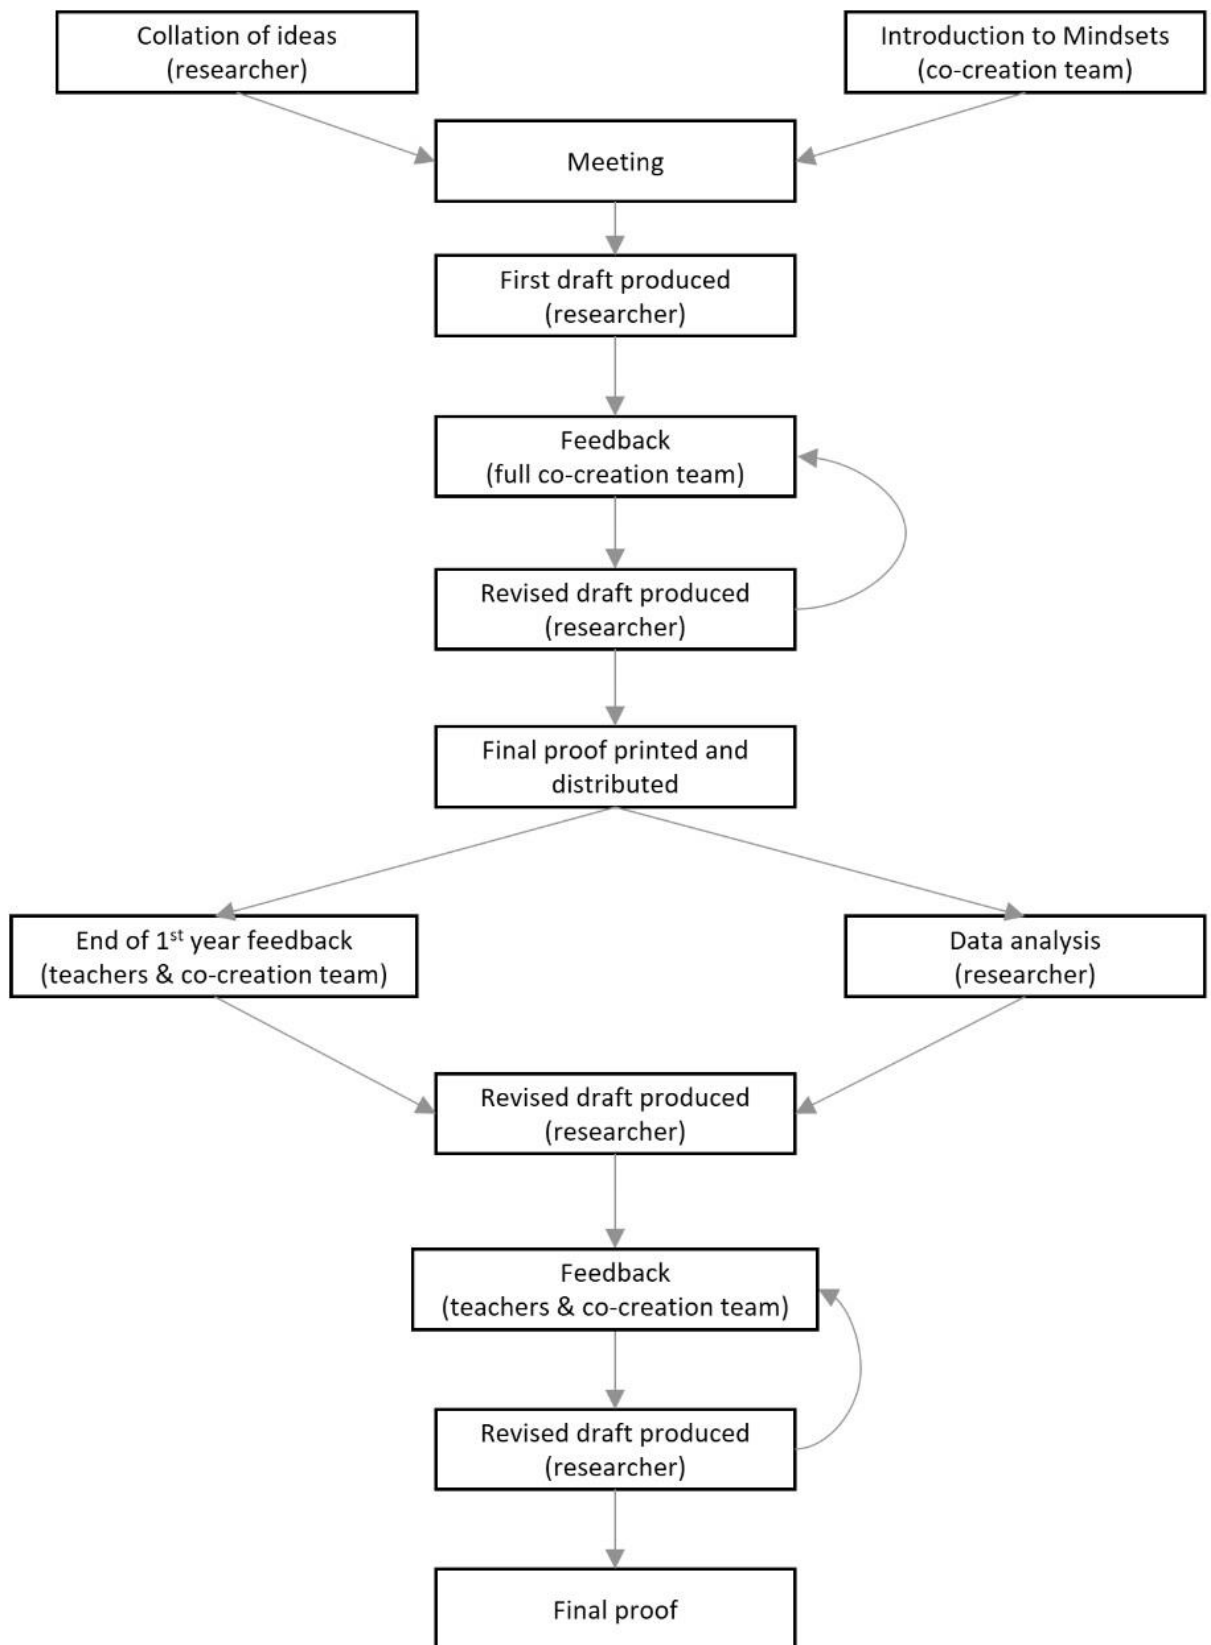 Collation of ideas
(researcher)
Introduction to Mindsets
(co-creation team)
Meeting
First draft produced
(researcher)
Feedback
(full co-creation team)
Revised draft produced
(researcher)
Final proof printed and
distributed
End of 1st year feedback
(teachers & co-creation team)
Data analysis
(researcher)
Revised draft produced
(researcher)
Feedback
(teachers & co-creation team)
Revised draft produced
(researcher)
Final proof